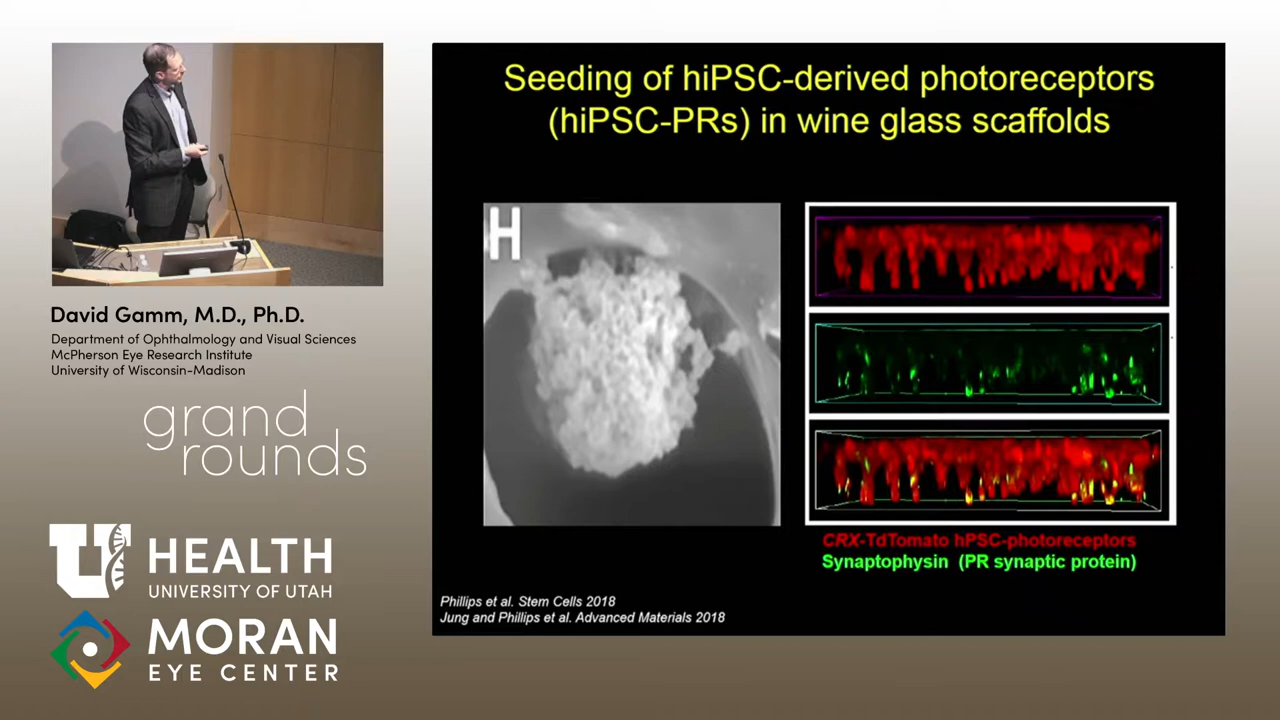 Seeding of hiPSC-derived photoreceptors
(hiPSC-PRs) in wine glass scaffolds
H
CRX-TdTomato hPSC-photoreceptors
Synaptophysin (PR synaptic protein)
Phillips et al. Stem Cells 2018
Jung and Phillips et al. Advanced Materials 2018
David Gamm, M.D., Ph.D.
Department of Ophthalmology and Visual Sciences
McPherson Eye Research Institute
University of Wisconsin-Madison
grand
rounds
U HEALTH
UNIVERSITY OF UTAH
MORAN
EYE CENTER